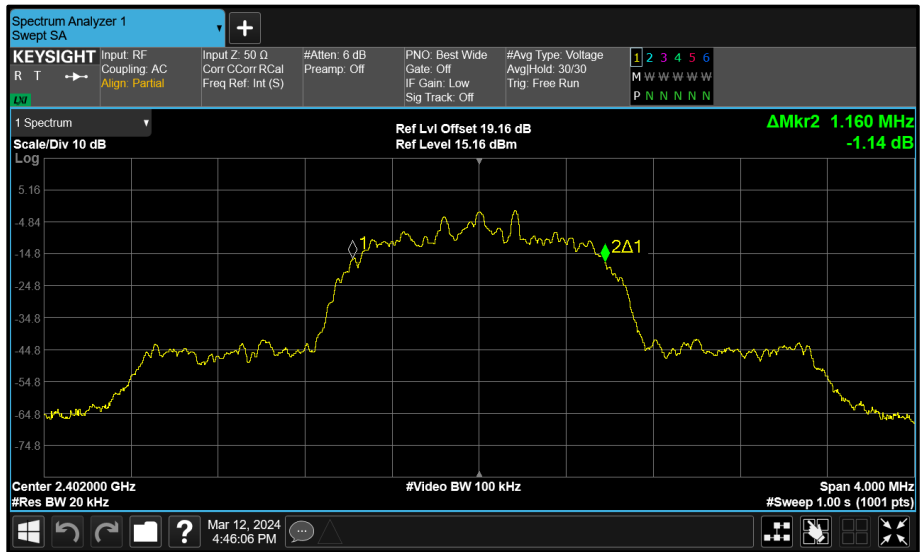 Spectrum Analyzer 1
Swept SA
+
KEYSIGHT
R T
LXI
Input: RF
Coupling: AC
Align: Partial
Input Z: 50 Ω
Corr CCorr RCal
Freq Ref: Int (S)
#Atten: 6 dB
Preamp: Off
PNO: Best Wide
Gate: Off
IF Gain: Low
Sig Track: Off
#Avg Type: Voltage
Avg|Hold: 30/30
Trig: Free Run
1 2 3 4 5 6
M W W W W W
P N N N N N
1 Spectrum
Scale/Div 10 dB
Ref Lvl Offset 19.16 dB
Ref Level 15.16 dBm
ΔMkr2 1.160 MHz
-1.14 dB
Log
5.16
-4.84
-14.8
-24.8
-34.8
-44.8
-54.8
-64.8
-74.8
1
2Δ1
Center 2.402000 GHz
#Video BW 100 kHz
Span 4.000 MHz
#Res BW 20 kHz
#Sweep 1.00 s (1001 pts)
?
Mar 12, 2024
4:46:06 PM